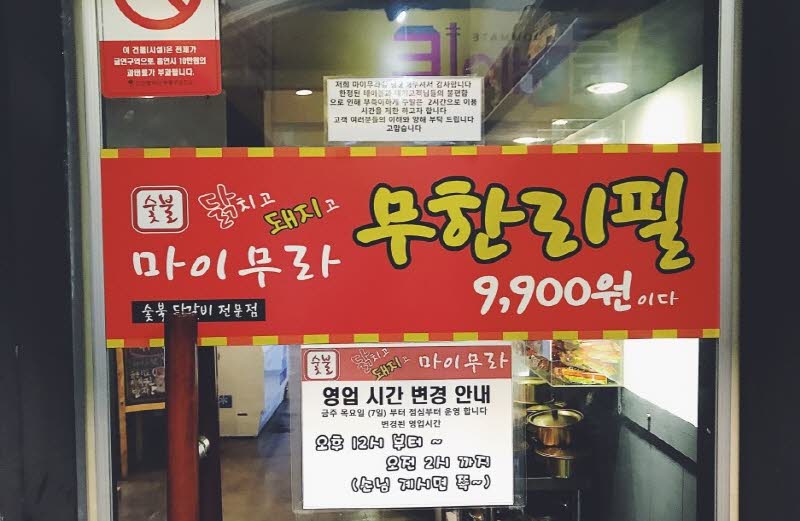 이 건물(시설)은 전체가
금연구역으로, 흡연시 10만원의
과태료가 부과됩니다.
저희 마이무라를 찾아주셔서 감사합니다
한정된 테이블과 대기고객님들의 불편함
으로 인해 부득이하게 주말은 2시간으로 이용
시간을 제한 하고자 합니다
고객 여러분들의 이해와 양해 부탁 드립니다
고맙습니다
숯불 닭치고 돼지고
마이무라
숯불 닭갈비 전문점
무한리필
9,900원이다
숯불 닭치고 돼지고 마이무라
영업 시간 변경 안내
금주 목요일 (7일) 부터 점심부터 운영 합니다
변경된 영업시간
오후 12시 부터 ~
오전 2시 까지
(손님 계시면 쭉~)